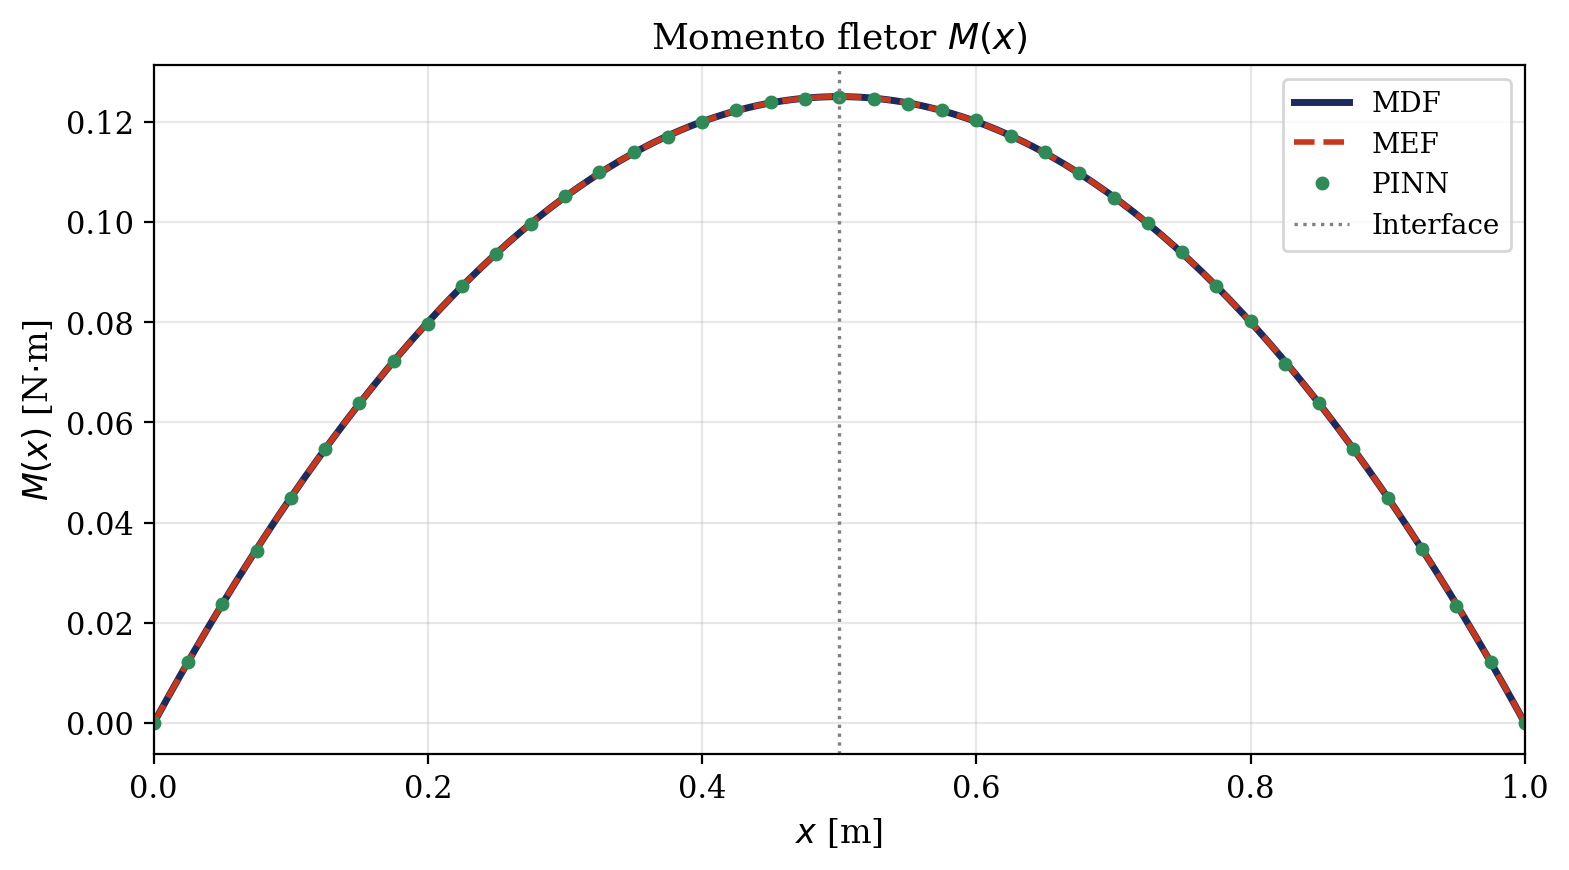 Momento fletor M(x)
MDF
MEF
PINN
Interface
M(x) [N·m]
0.12
0.10
0.08
0.06
0.04
0.02
0.00
0.0 0.2 0.4 0.6 0.8 1.0
x [m]